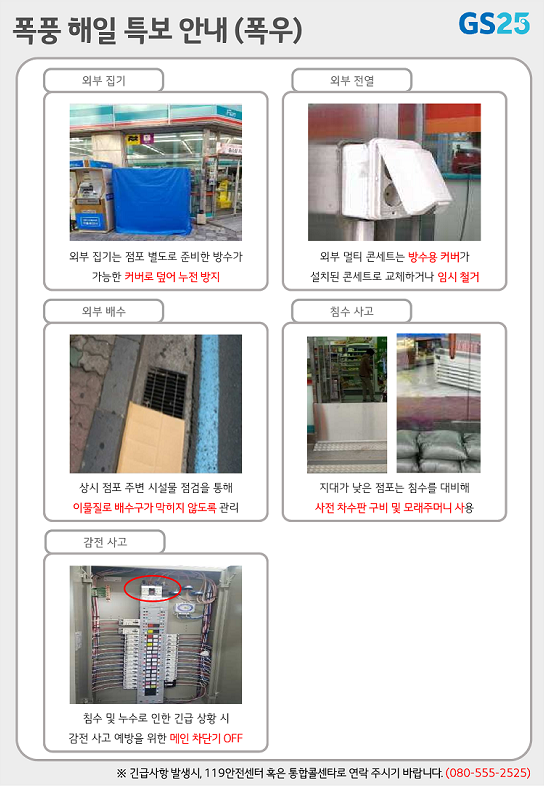 폭풍 해일 특보 안내 (폭우)
GS25
외부 집기
외부 집기는 점포 별도로 준비한 방수가
가능한 커버로 덮어 누전 방지
외부 전열
외부 멀티 콘센트는 방수용 커버가
설치된 콘센트로 교체하거나 임시 철거
외부 배수
상시 점포 주변 시설물 점검을 통해
이물질로 배수구가 막히지 않도록 관리
침수 사고
지대가 낮은 점포는 침수를 대비해
사전 차수판 구비 및 모래주머니 사용
감전 사고
침수 및 누수로 인한 긴급 상황 시
감전 사고 예방을 위한 메인 차단기 OFF
※ 긴급사항 발생시, 119안전센터 혹은 통합콜센타로 연락 주시기 바랍니다. (080-555-2525)